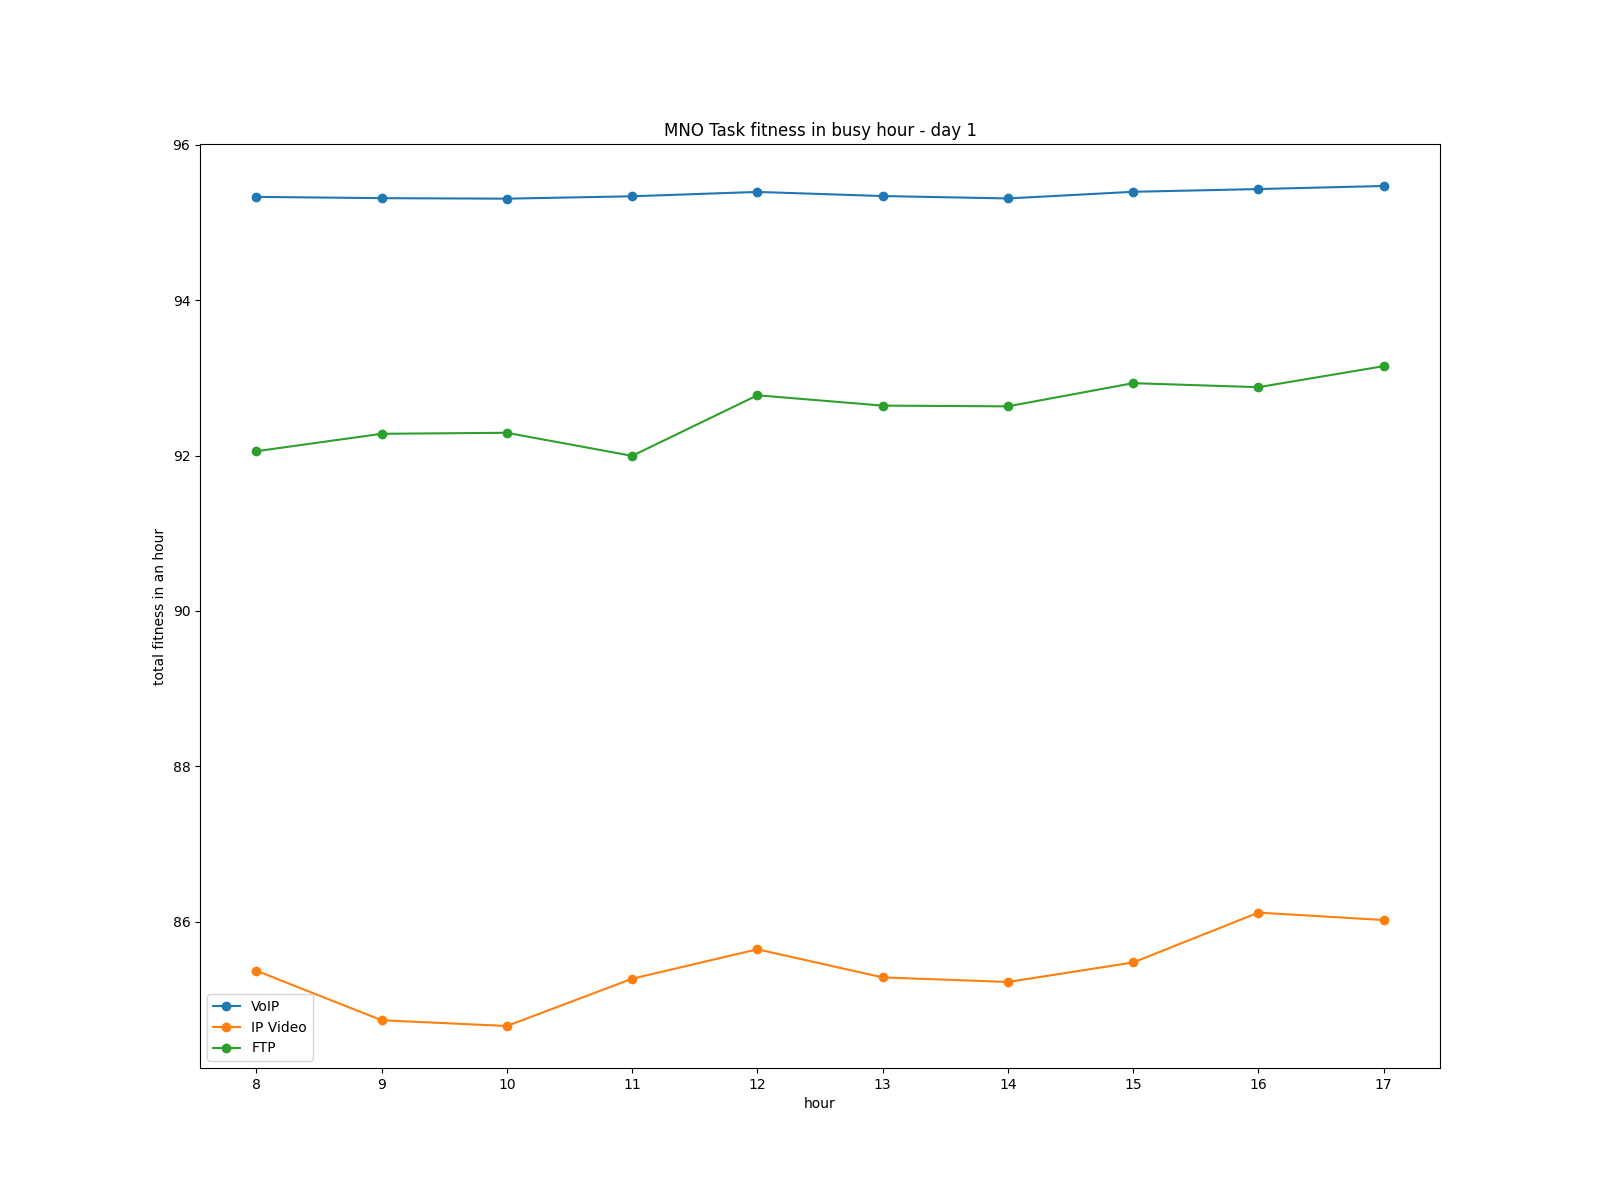 MNO Task fitness in busy hour - day 1
96
94
92
90
88
86
total fitness in an hour
VoIP
IP Video
FTP
8 9 10 11 12 13 14 15 16 17
hour